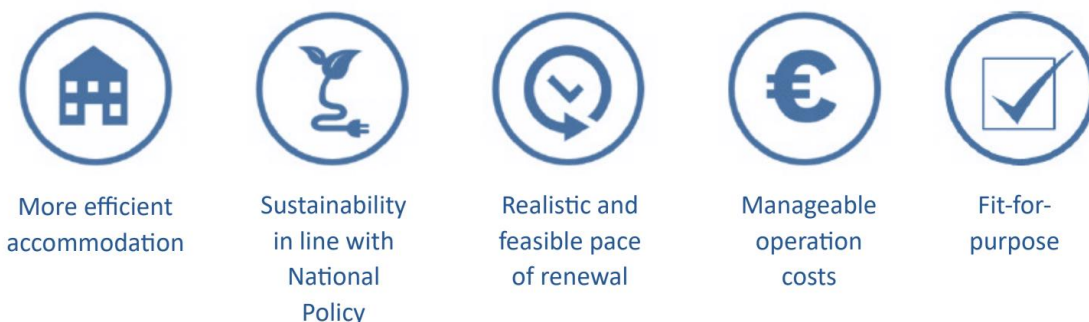 More efficient
accommodation
Sustainability
in line with
National
Policy
Realistic and
feasible pace
of renewal
Manageable
operation
costs
Fit-for-
purpose